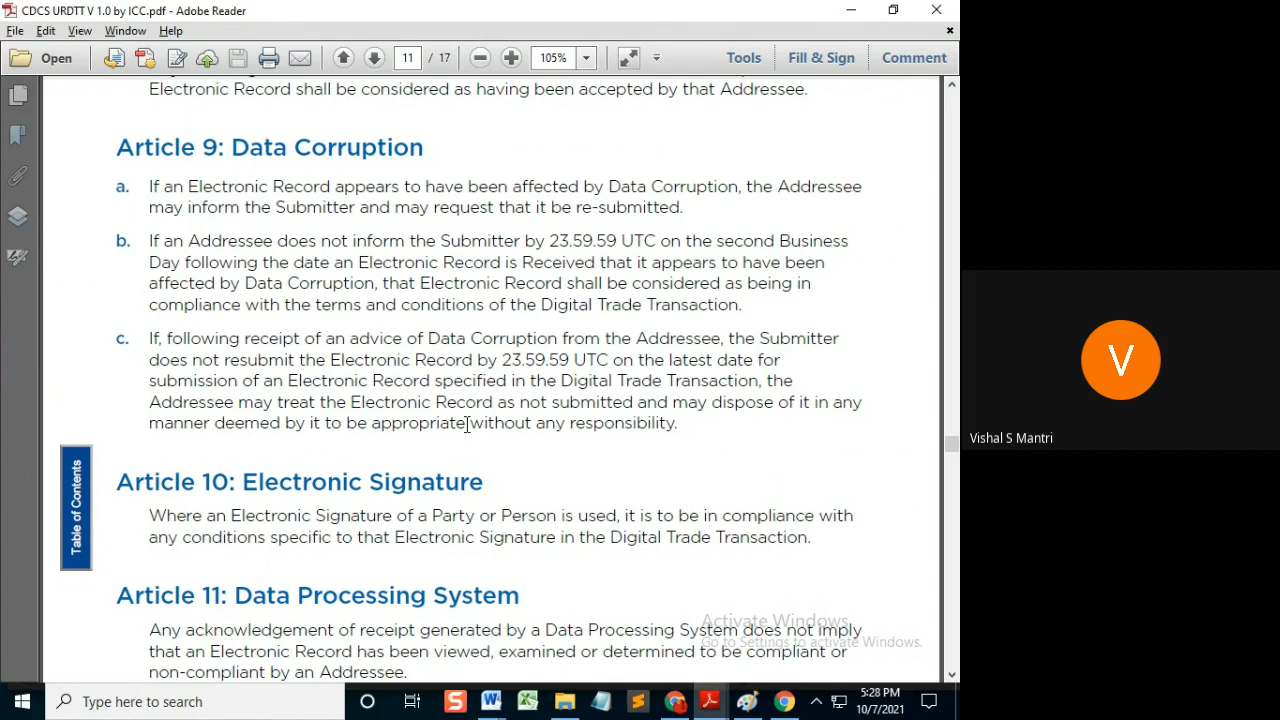 CDCS URDTT V 1.0 by ICC.pdf - Adobe Reader
File Edit View Window Help
Open 11 / 17 105% Tools Fill & Sign Comment
Electronic Record shall be considered as having been accepted by that Addressee.
Article 9: Data Corruption
a. If an Electronic Record appears to have been affected by Data Corruption, the Addressee
may inform the Submitter and may request that it be re-submitted.
b. If an Addressee does not inform the Submitter by 23.59.59 UTC on the second Business
Day following the date an Electronic Record is Received that it appears to have been
affected by Data Corruption, that Electronic Record shall be considered as being in
compliance with the terms and conditions of the Digital Trade Transaction.
c. If, following receipt of an advice of Data Corruption from the Addressee, the Submitter
does not resubmit the Electronic Record by 23.59.59 UTC on the latest date for
submission of an Electronic Record specified in the Digital Trade Transaction, the
Addressee may treat the Electronic Record as not submitted and may dispose of it in any
manner deemed by it to be appropriate without any responsibility.
Table of Contents
Article 10: Electronic Signature
Where an Electronic Signature of a Party or Person is used, it is to be in compliance with
any conditions specific to that Electronic Signature in the Digital Trade Transaction.
Article 11: Data Processing System
Any acknowledgement of receipt generated by a Data Processing System does not imply
that an Electronic Record has been viewed, examined or determined to be compliant or
non-compliant by an Addressee.
Activate Windows
Go to Settings to activate Windows.
V
Vishal S Mantri
Type here to search
5:28 PM
10/7/2021